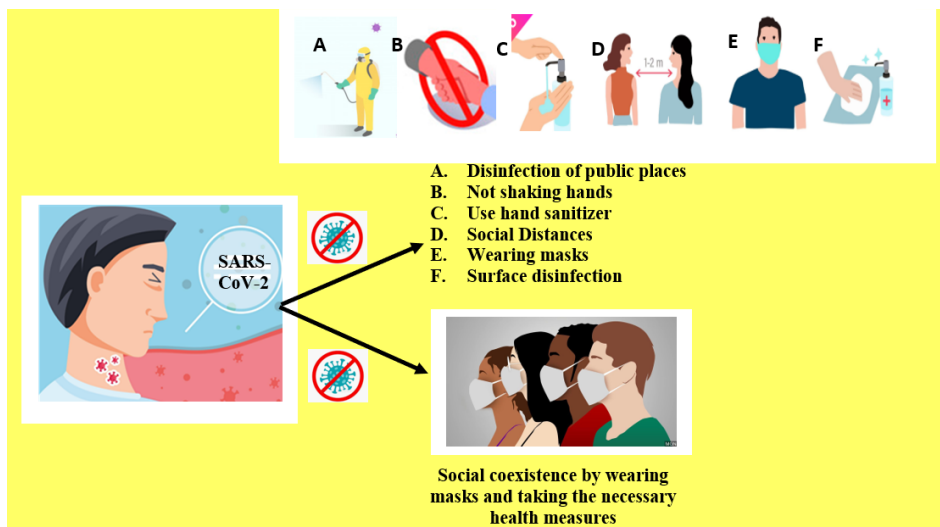 A B C D E F
1-2 m
A. Disinfection of public places
B. Not shaking hands
C. Use hand sanitizer
D. Social Distances
E. Wearing masks
F. Surface disinfection
SARS-
CoV-2
Social coexistence by wearing
masks and taking the necessary
health measures